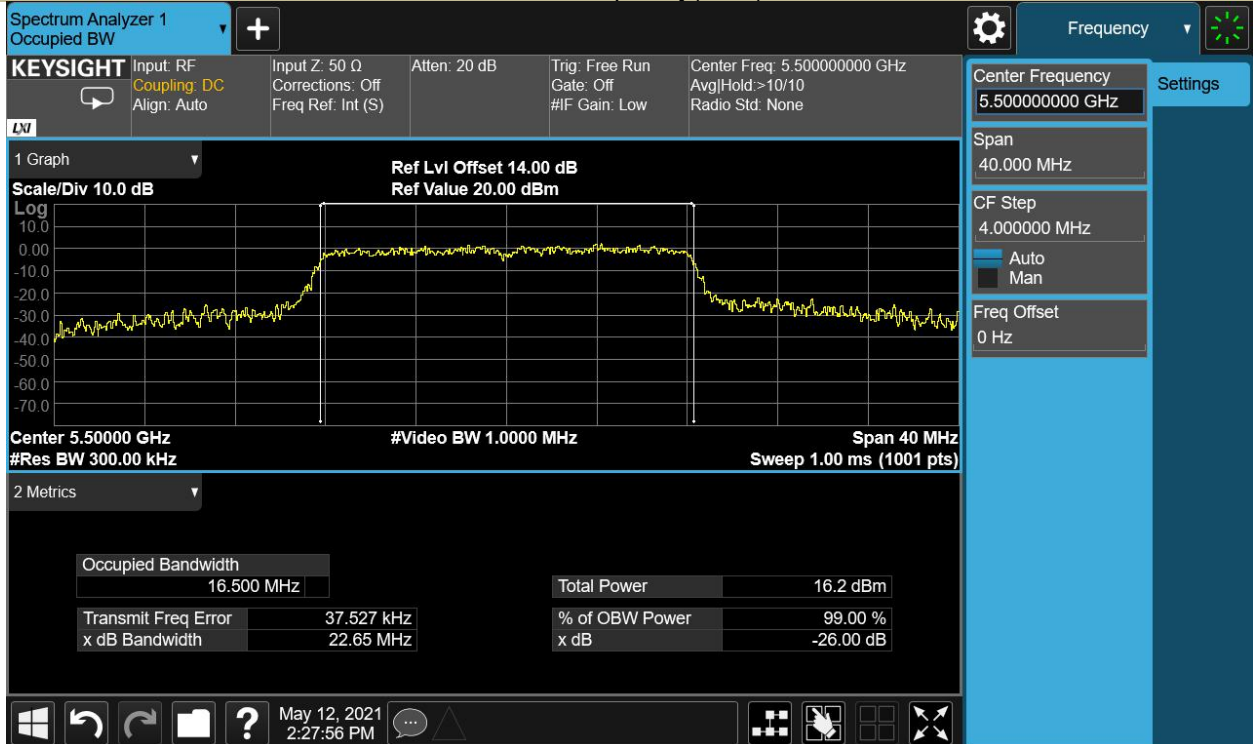 Spectrum Analyzer 1
Occupied BW
+
Frequency
KEYSIGHT
Input: RF
Coupling: DC
Align: Auto
Input Z: 50 Ω
Corrections: Off
Freq Ref: Int (S)
Atten: 20 dB
Trig: Free Run
Gate: Off
#IF Gain: Low
Center Freq: 5.500000000 GHz
Avg|Hold:>10/10
Radio Std: None
LXI
Center Frequency
5.500000000 GHz
Settings
Span
40.000 MHz
CF Step
4.000000 MHz
Auto
Man
Freq Offset
0 Hz
1 Graph
Ref Lvl Offset 14.00 dB
Scale/Div 10.0 dB
Ref Value 20.00 dBm
Log
10.0
0.00
-10.0
-20.0
-30.0
-40.0
-50.0
-60.0
-70.0
Center 5.50000 GHz
#Video BW 1.0000 MHz
Span 40 MHz
#Res BW 300.00 kHz
Sweep 1.00 ms (1001 pts)
2 Metrics
Occupied Bandwidth
16.500 MHz
Total Power 16.2 dBm
Transmit Freq Error 37.527 kHz
% of OBW Power 99.00 %
x dB Bandwidth 22.65 MHz
x dB -26.00 dB
?
May 12, 2021
2:27:56 PM